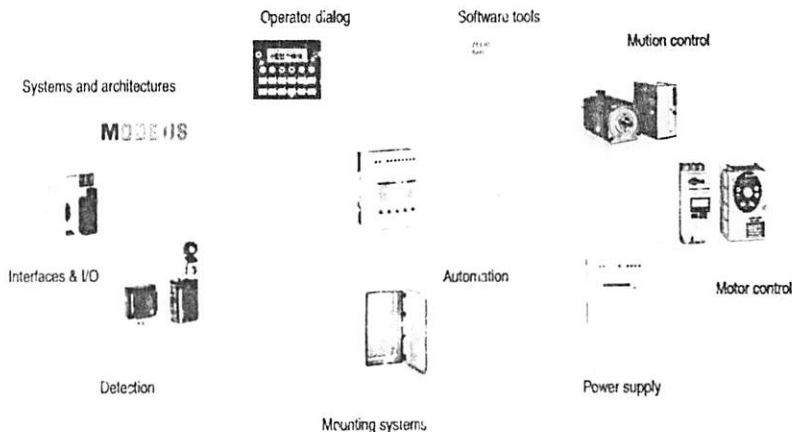 Operator dialog
Software tools
Motion control
Systems and architectures
Interfaces & I/O
Automation
Motor control
Detection
Power supply
Mounting systems